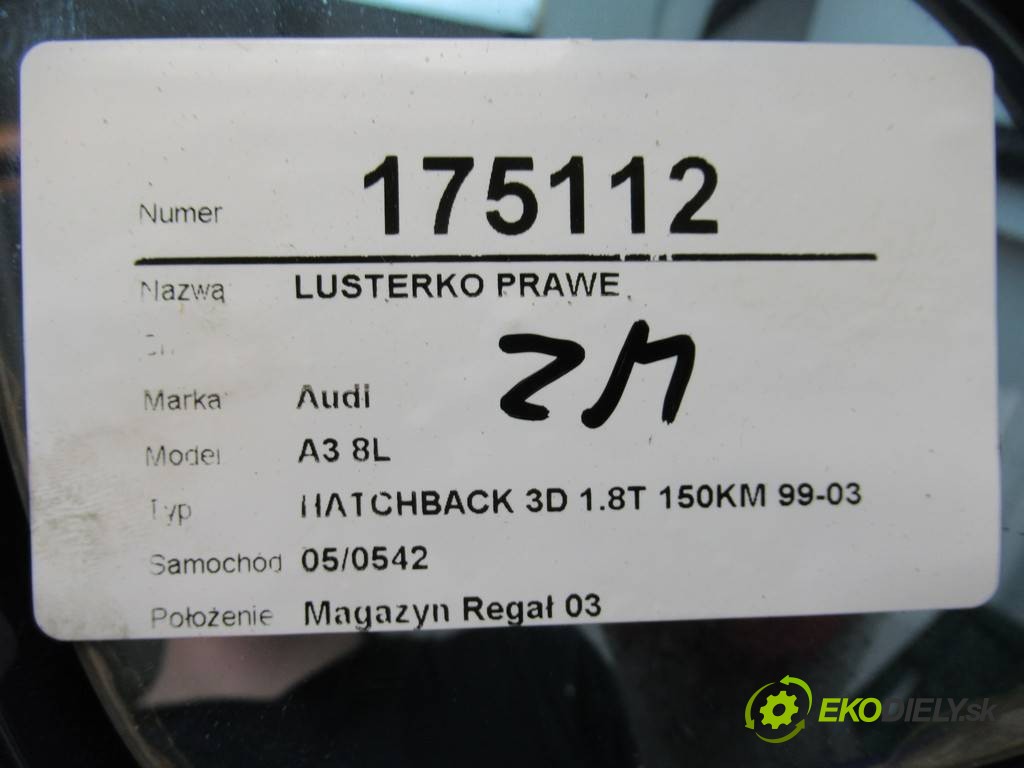 Numer 175112
Nazwa LUSTERKO PRAWE
Marka Audi
Model A3 8L
Typ HATCHBACK 3D 1.8T 150KM 99-03
Samochód 05/0542
Położenie Magazyn Regał 03
EKODIELY.sk